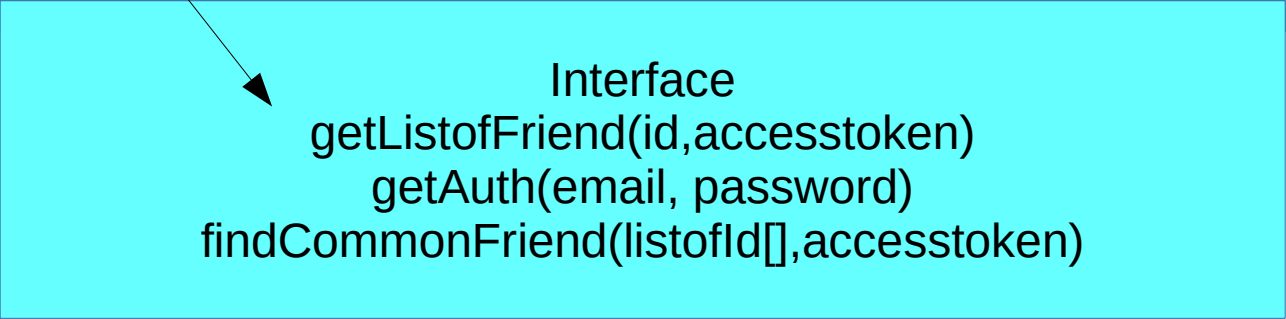 Interface
getListofFriend(id,accesstoken)
getAuth(email, password)
findCommonFriend(listofId[],accesstoken)